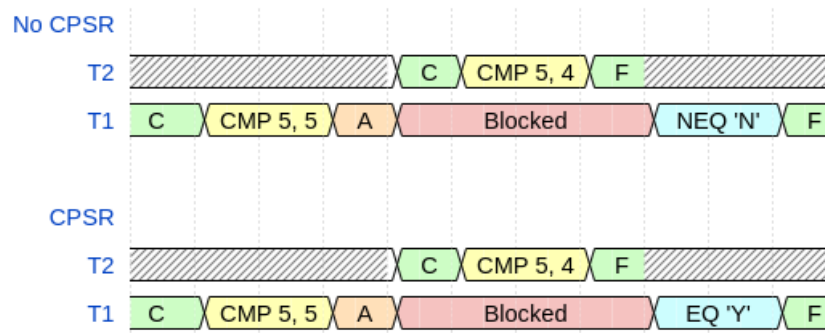 No CPSR
T2 C CMP 5, 4 F
T1 C CMP 5, 5 A Blocked NEQ 'N' F
CPSR
T2 C CMP 5, 4 F
T1 C CMP 5, 5 A Blocked EQ 'Y' F